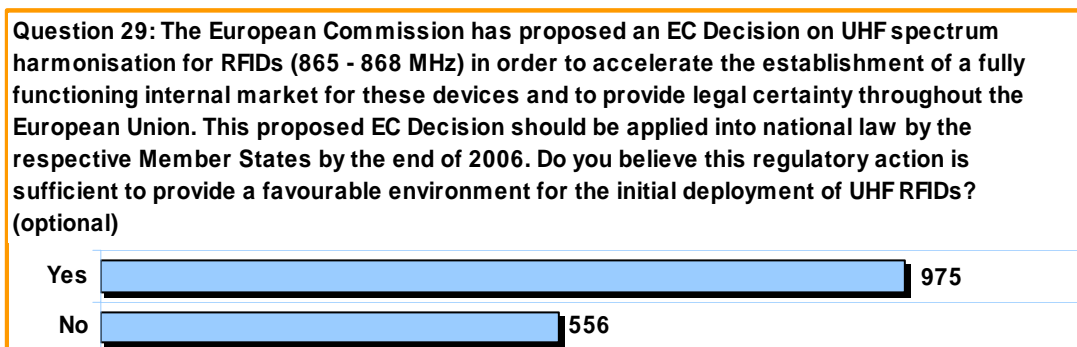 Question 29: The European Commission has proposed an EC Decision on UHF spectrum
harmonisation for RFIDs (865 - 868 MHz) in order to accelerate the establishment of a fully
functioning internal market for these devices and to provide legal certainty throughout the
European Union. This proposed EC Decision should be applied into national law by the
respective Member States by the end of 2006. Do you believe this regulatory action is
sufficient to provide a favourable environment for the initial deployment of UHF RFIDs?
(optional)
Yes 975
No 556